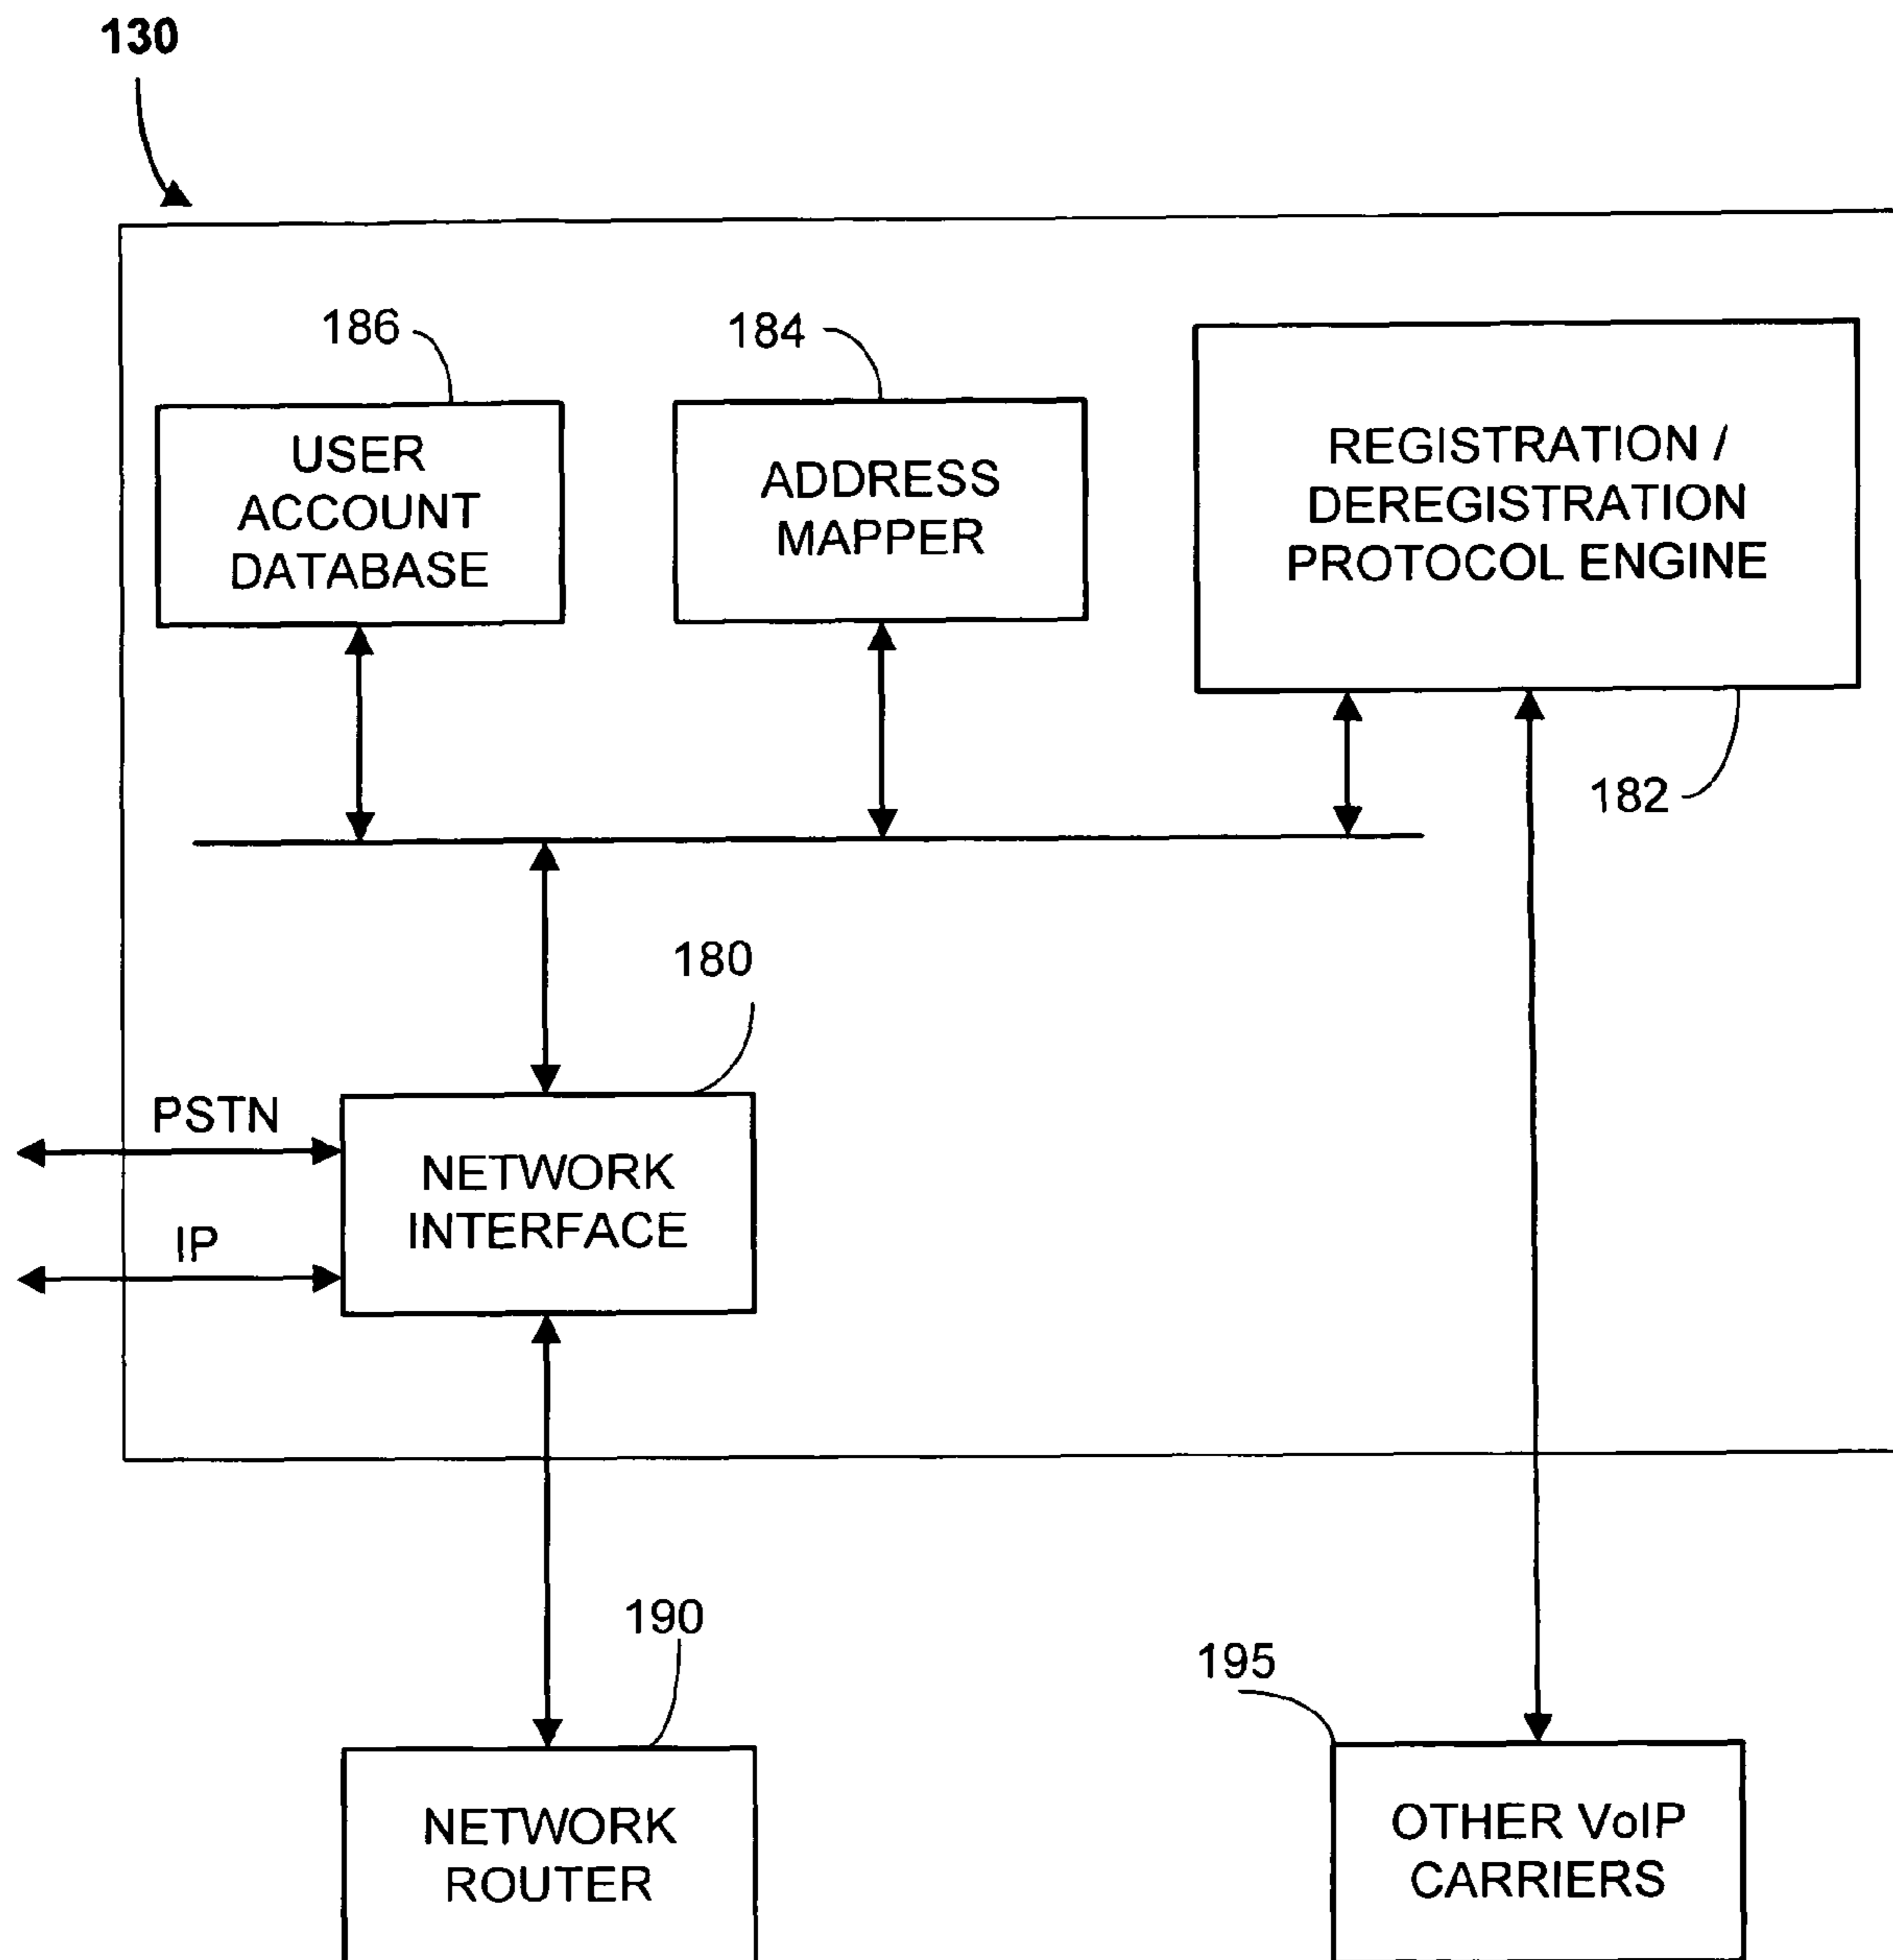 130
186
184
USER
ACCOUNT
DATABASE
ADDRESS
MAPPER
REGISTRATION /
DEREGISTRATION
PROTOCOL ENGINE
182
180
PSTN
IP
NETWORK
INTERFACE
190
195
NETWORK
ROUTER
OTHER VoIP
CARRIERS